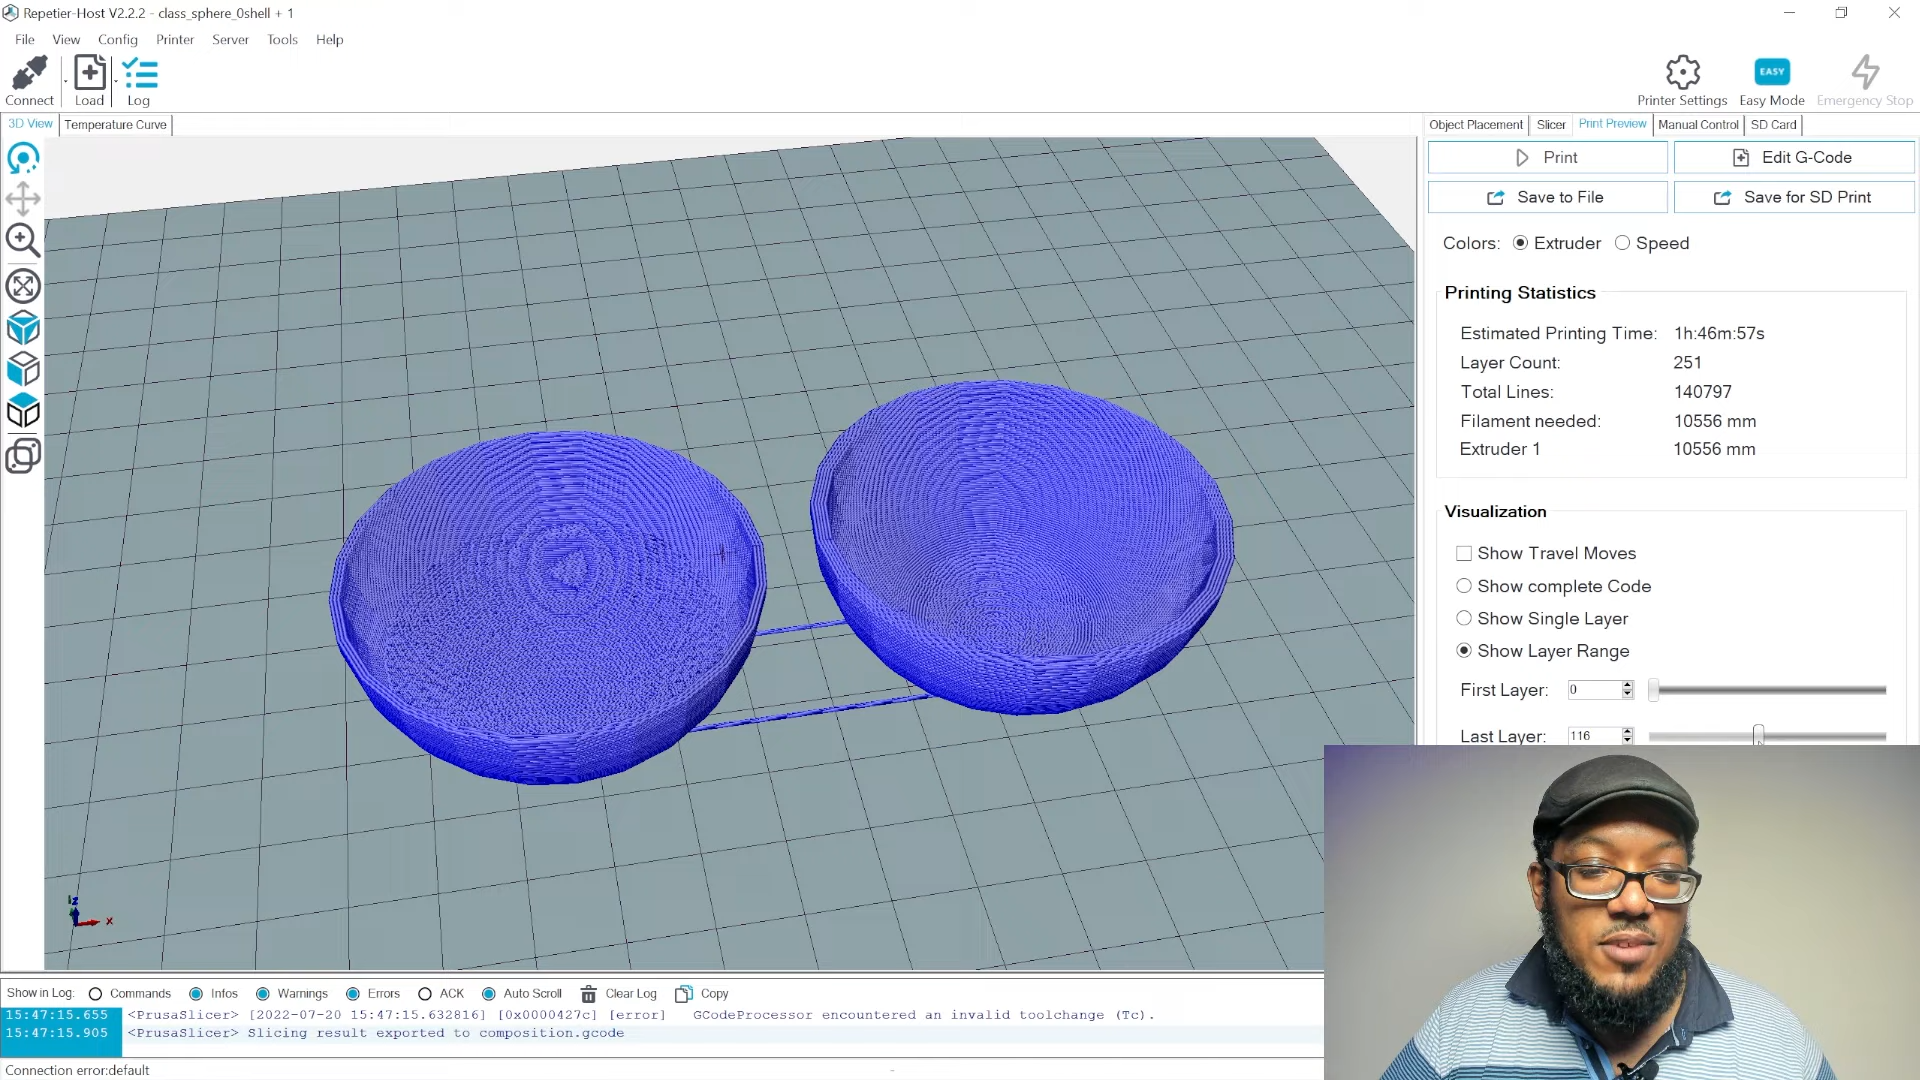 Repetier-Host V2.2.2 - class_sphere_0shell + 1
File View Config Printer Server Tools Help
Connect Load Log
Printer Settings EASY Easy Mode Emergency Stop
3D View Temperature Curve
Object Placement Slicer Print Preview Manual Control SD Card
Print Edit G-Code
Save to File Save for SD Print
Colors: Extruder Speed
Printing Statistics
Estimated Printing Time: 1h:46m:57s
Layer Count: 251
Total Lines: 140797
Filament needed: 10556 mm
Extruder 1 10556 mm
Visualization
Show Travel Moves
Show complete Code
Show Single Layer
Show Layer Range
First Layer: 0
Last Layer: 116
z
x
Show in Log: Commands Infos Warnings Errors ACK Auto Scroll Clear Log Copy
15:47:15.655 <PrusaSlicer> [2022-07-20 15:47:15.632816] [0x0000427c] [error] GCodeProcessor encountered an invalid toolchange (Tc).
15:47:15.905 <PrusaSlicer> Slicing result exported to composition.gcode
Connection error:default -